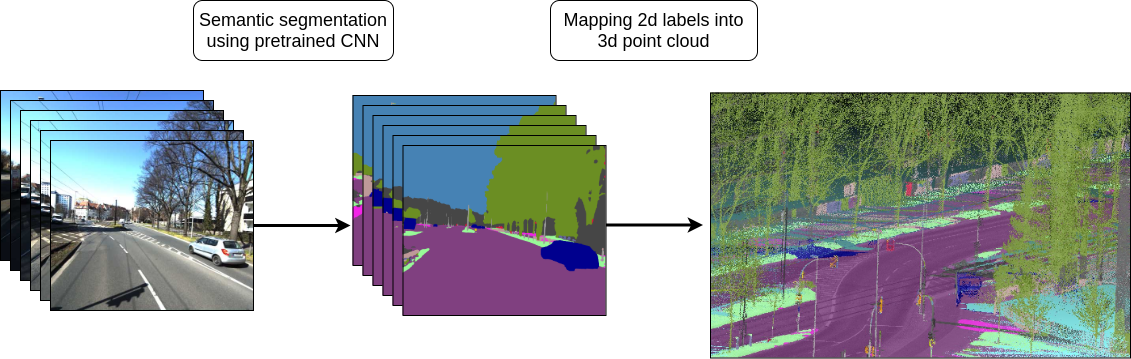 Semantic segmentation
using pretrained CNN
Mapping 2d labels into
3d point cloud